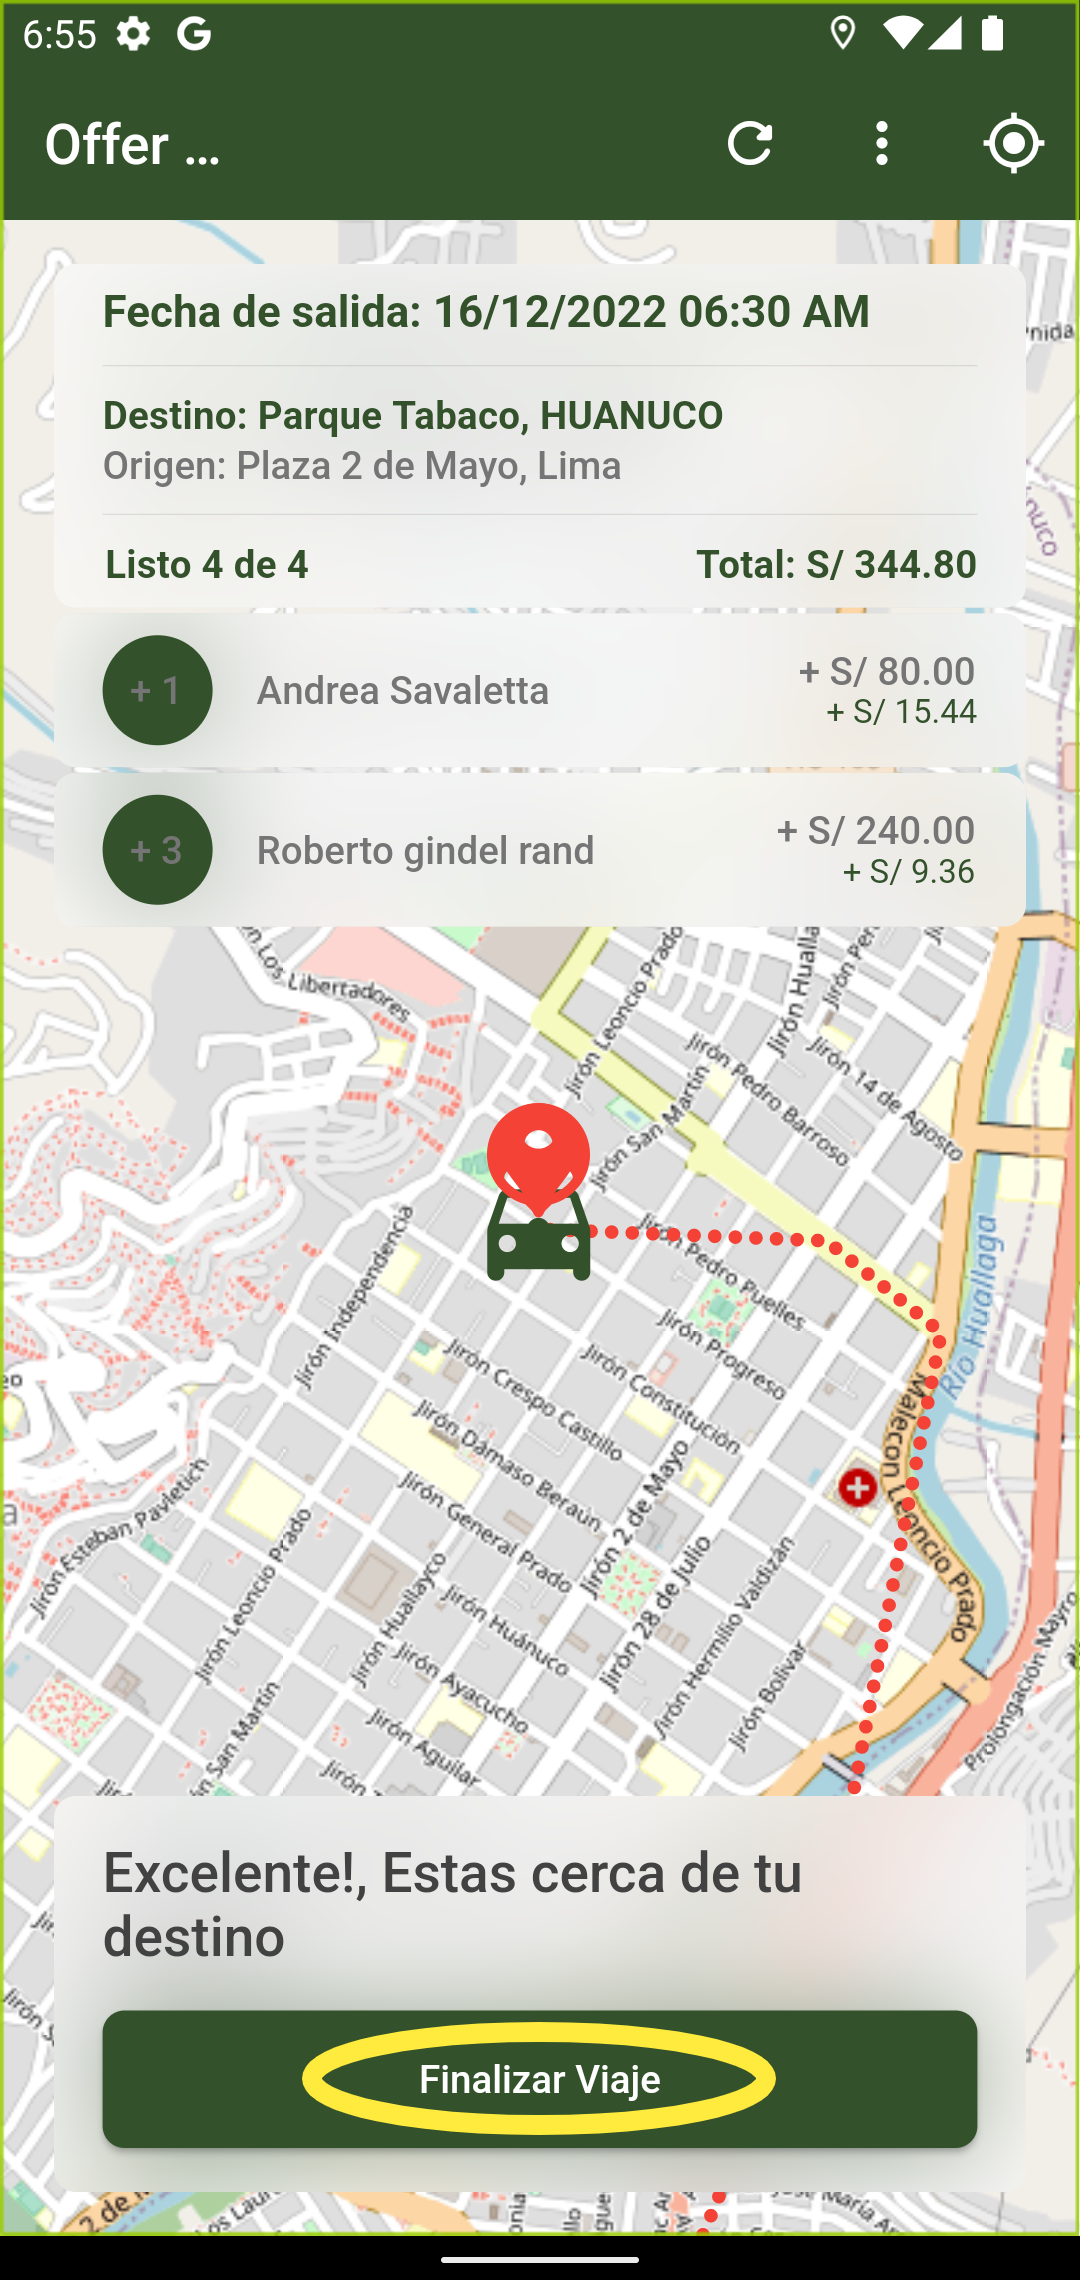 6:55
Offer ...
Fecha de salida: 16/12/2022 06:30 AM
Destino: Parque Tabaco, HUANUCO
Origen: Plaza 2 de Mayo, Lima
Listo 4 de 4
Total: S/ 344.80
+ 1
Andrea Savaletta
+ S/ 80.00
+ S/ 15.44
+ 3
Roberto gindel rand
+ S/ 240.00
+ S/ 9.36
Los Libertadores
Jirón Leoncio Prado
Jirón Pedro Barroso
Jirón 14 de Agosto
Jirón San Martín
Jirón Independencia
Jirón Pedro Puelles
Jirón Progreso
Río Huallaga
Jirón Crespo Castillo
Jirón Constitución
Malecon Leoncio Prado
Jirón Dámaso Beraún
Jirón General Prado
Jirón 2 de Mayo
Jirón Esteban Pavletich
Jirón Leoncio Prado
Jirón Huallayco
Jirón Huánuco
Jirón 28 de Julio
Jirón Hermilio Valdizán
Jirón Ayacucho
Jirón Bolivar
Jirón Aguilar
San Martín
Jirón
Prolongación Mayro
Excelente!, Estas cerca de tu
destino
Finalizar Viaje
2 de
José María